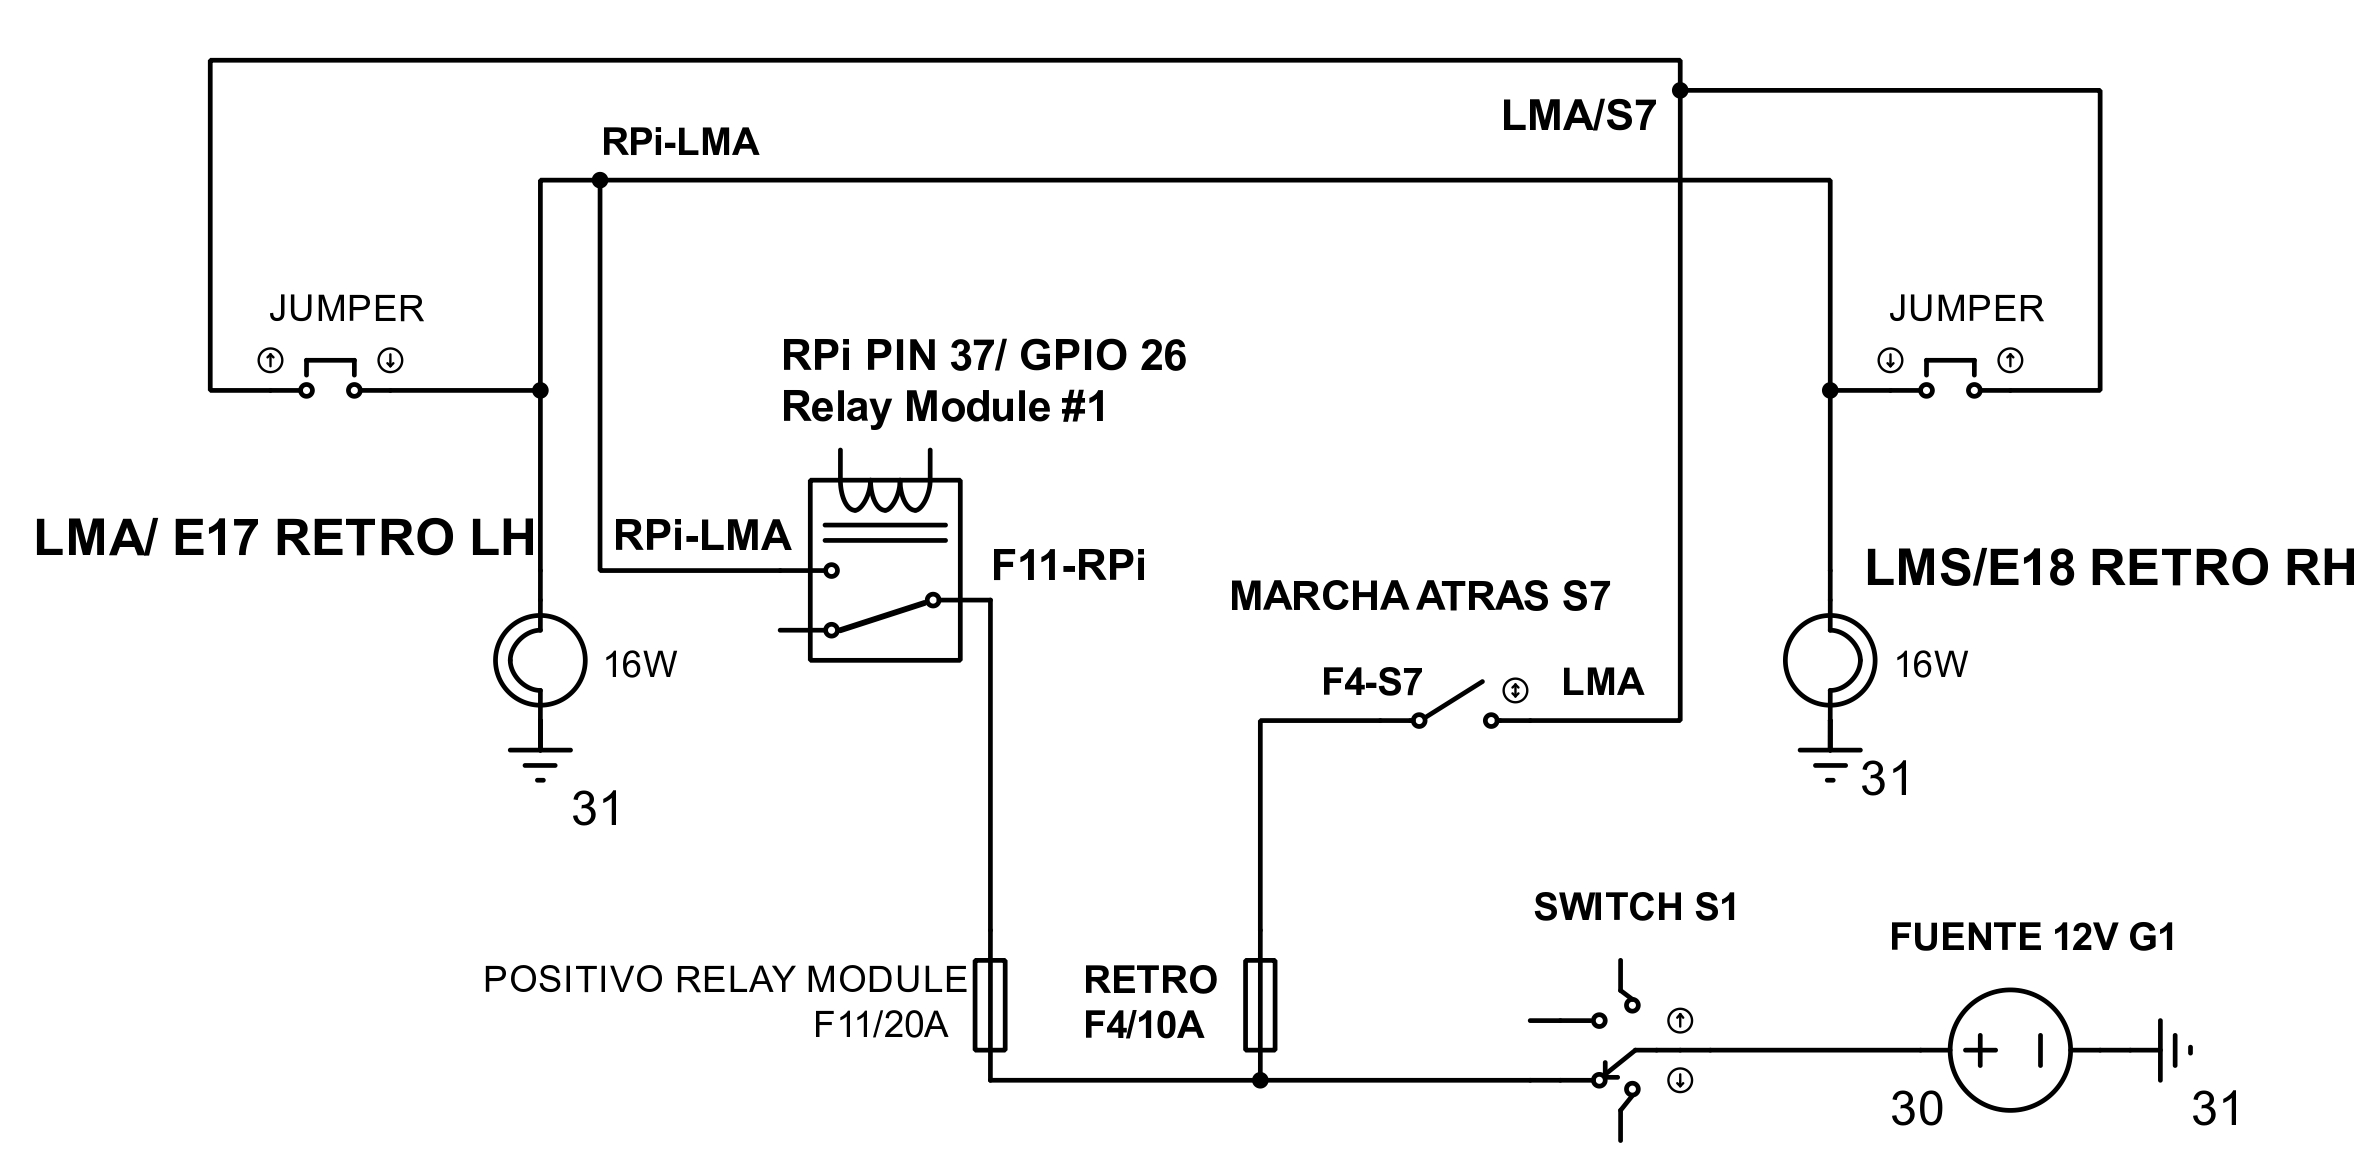 LMA/S7
RPi-LMA
JUMPER
JUMPER
RPi PIN 37/ GPIO 26
Relay Module #1
LMA/ E17 RETRO LH
RPi-LMA
F11-RPi
LMS/E18 RETRO RH
MARCHA ATRAS S7
16W
F4-S7
LMA
16W
31
31
SWITCH S1
FUENTE 12V G1
POSITIVO RELAY MODULE
F11/20A
RETRO
F4/10A
30
31